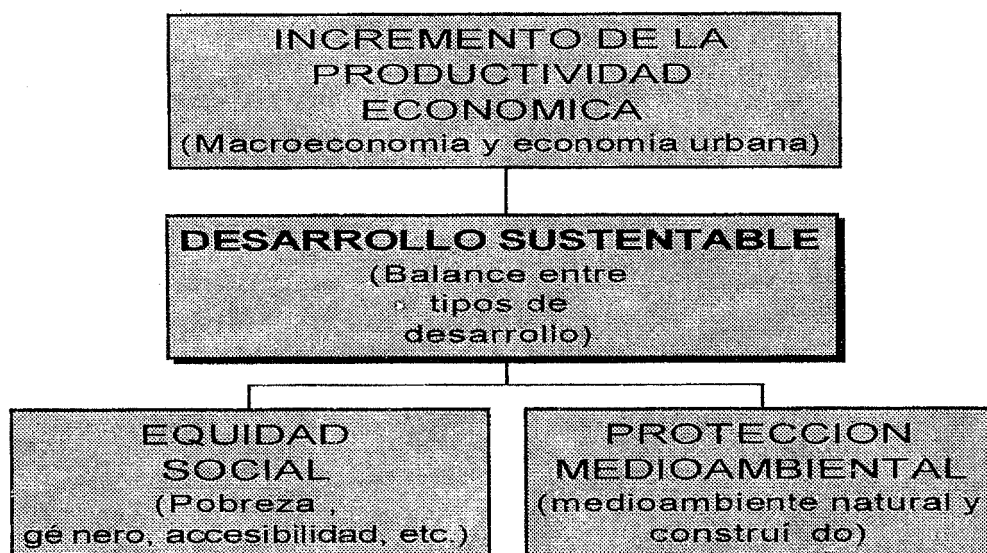 INCREMENTO DE LA
PRODUCTIVIDAD
ECONOMICA
(Macroeconomia y economia urbana)
DESARROLLO SUSTENTABLE
(Balance entre
tipos de
desarrollo)
EQUIDAD
SOCIAL
(Pobreza ,
gé nero, accesibilidad, etc.)
PROTECCION
MEDIOAMBIENTAL
(medioambiente natural y
construí do)